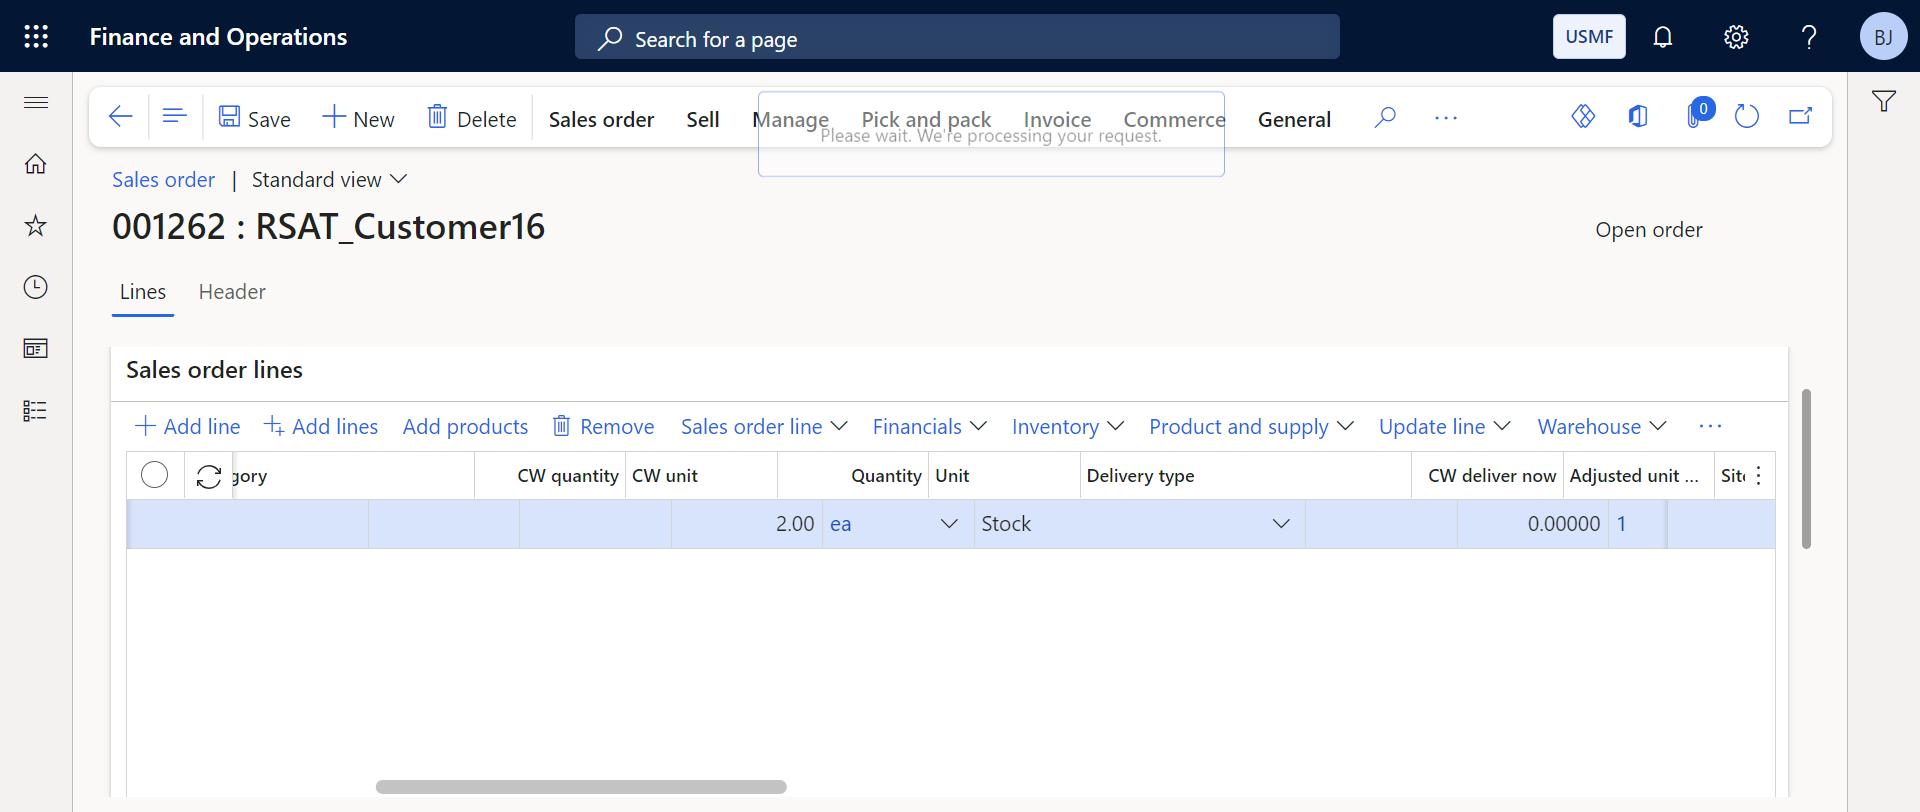 Finance and Operations
Search for a page
USMF
BJ
Save
New
Delete
Sales order
Sell
Manage
Pick and pack
Invoice
Commerce
General
0
Please wait. We're processing your request.
Sales order | Standard view
001262 : RSAT_Customer16
Open order
Lines
Header
Sales order lines
Add line
Add lines
Add products
Remove
Sales order line
Financials
Inventory
Product and supply
Update line
Warehouse
gory
CW quantity
CW unit
Quantity
Unit
Delivery type
CW deliver now
Adjusted unit ...
Site
2.00
ea
Stock
0.00000
1